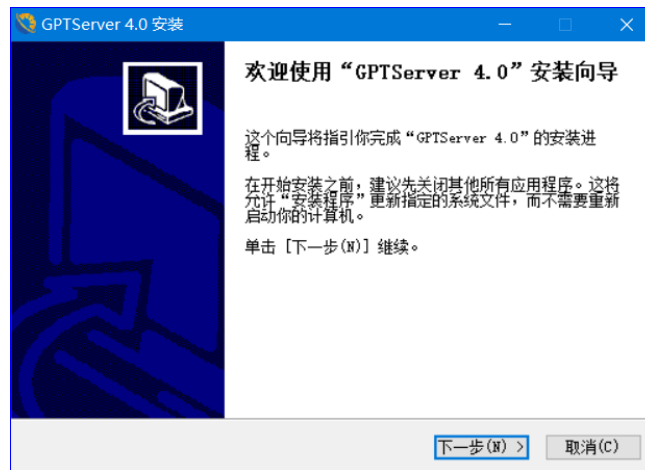 GPTServer 4.0 安装
欢迎使用“GPTServer 4.0”安装向导
这个向导将指引你完成“GPTServer 4.0”的安装进
程。
在开始安装之前，建议先关闭其他所有应用程序。这将
允许“安装程序”更新指定的系统文件，而不需要重新
启动你的计算机。
单击 [下一步(N)] 继续。
下一步(N) >
取消(C)